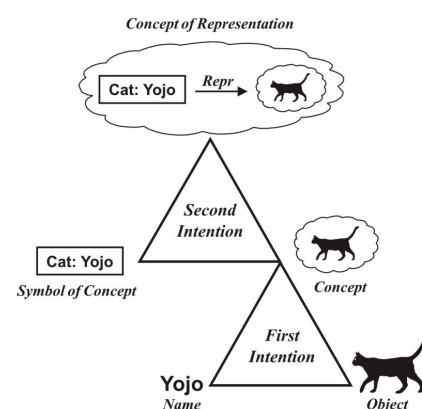 Concept of Representation
Cat: Yojo
Repr
Second
Intention
Cat: Yojo
Symbol of Concept
Concept
First
Intention
Yojo
Name
Object